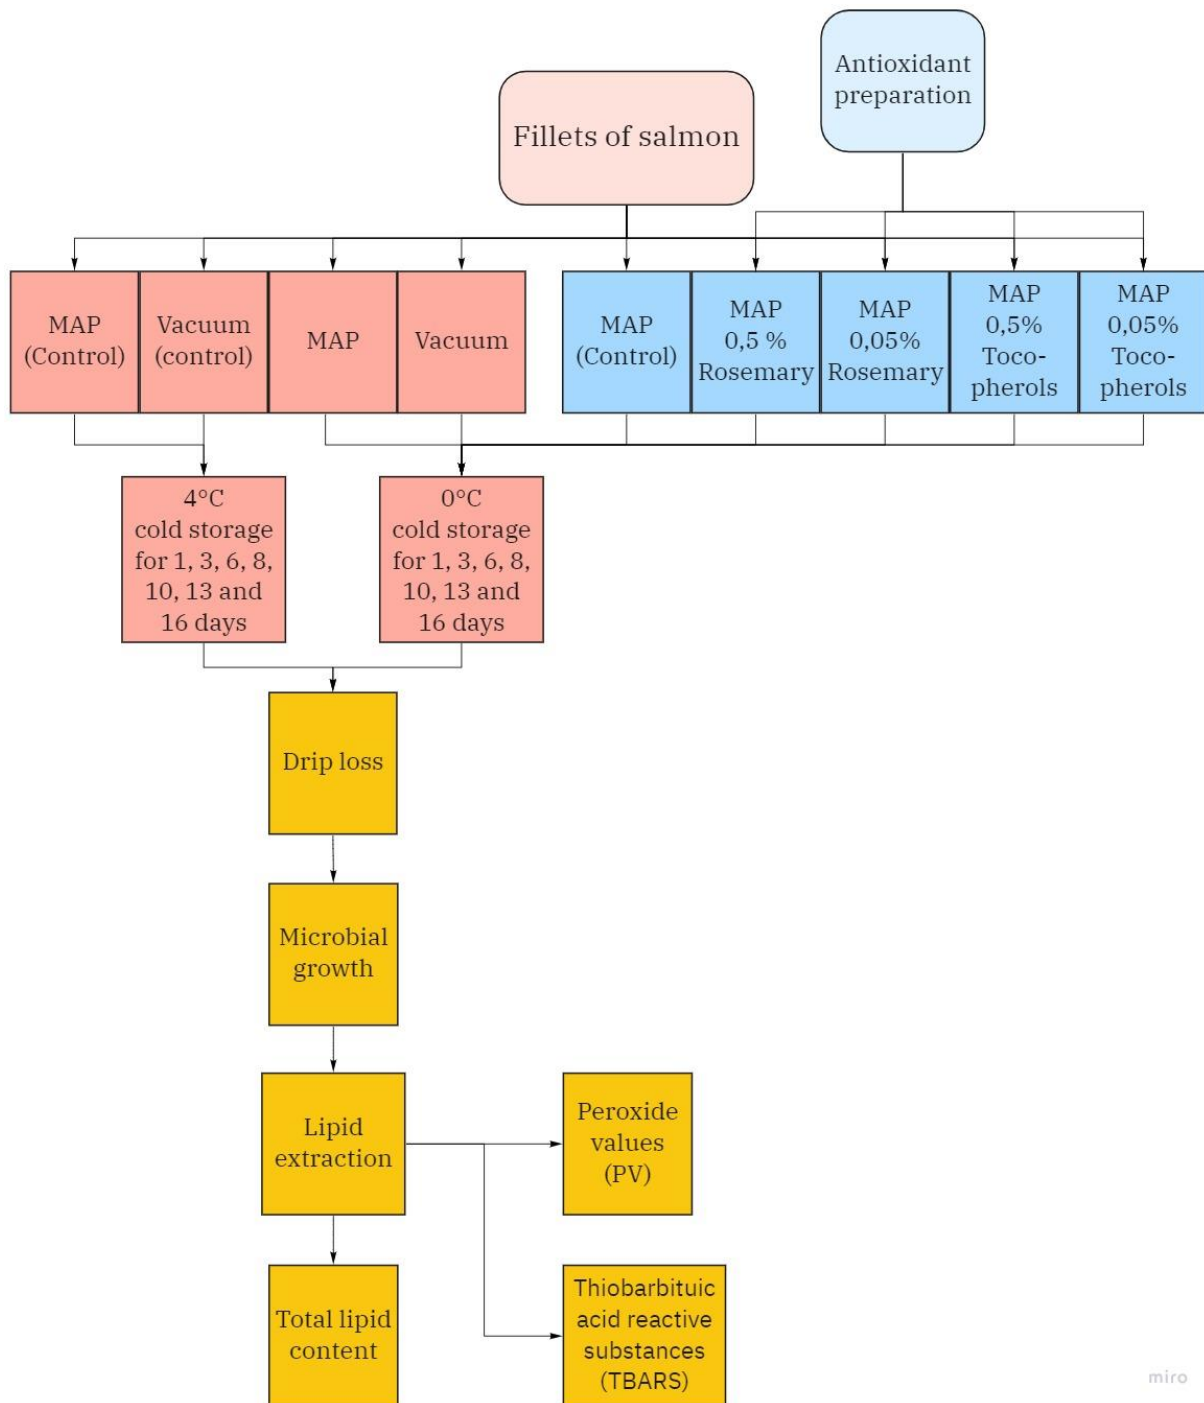 Antioxidant
preparation
Fillets of salmon
MAP
(Control)
Vacuum
(control)
MAP
Vacuum
MAP
(Control)
MAP
0,5 %
Rosemary
MAP
0,05%
Rosemary
MAP
0,5%
Toco-
pherols
MAP
0,05%
Toco-
pherols
4°C
cold storage
for 1, 3, 6, 8,
10, 13 and
16 days
0°C
cold storage
for 1, 3, 6, 8,
10, 13 and
16 days
Drip loss
Microbial
growth
Lipid
extraction
Peroxide
values
(PV)
Total lipid
content
Thiobarbituic
acid reactive
substances
(TBARS)
miro